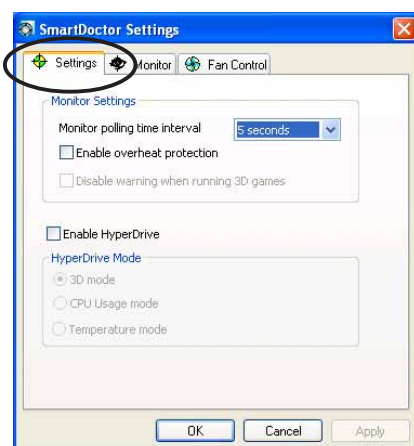 SmartDoctor Settings
Settings Monitor Fan Control
Monitor Settings
Monitor polling time interval 5 seconds
Enable overheat protection
Disable warning when running 3D games
Enable HyperDrive
HyperDrive Mode
3D mode
CPU Usage mode
Temperature mode
OK Cancel Apply